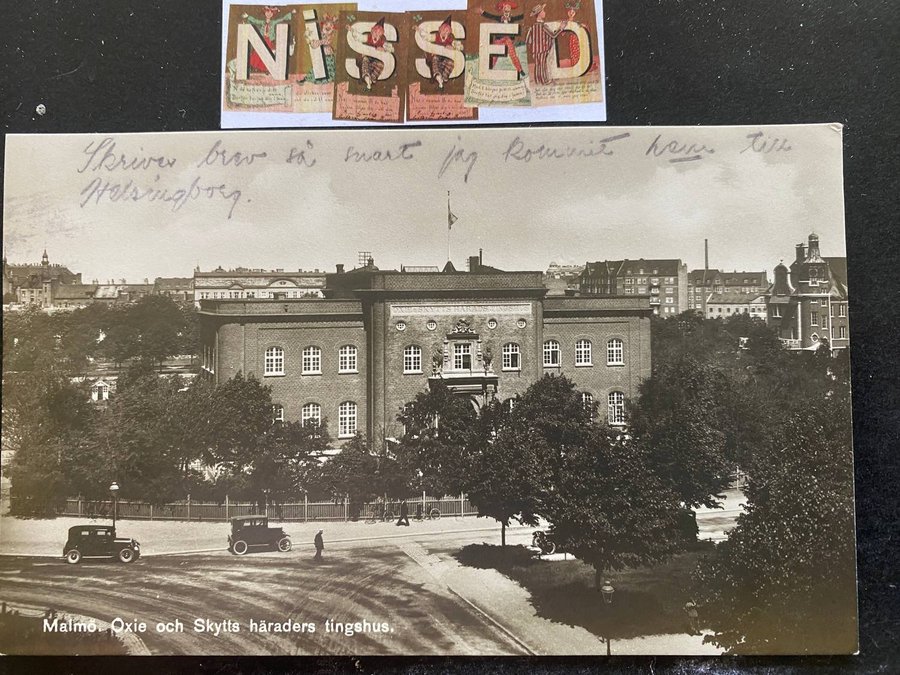 NISSED
Skriver brev så snart jag kommit hem till
Helsingborg.
Malmö. Oxie och Skytts häraders tingshus.